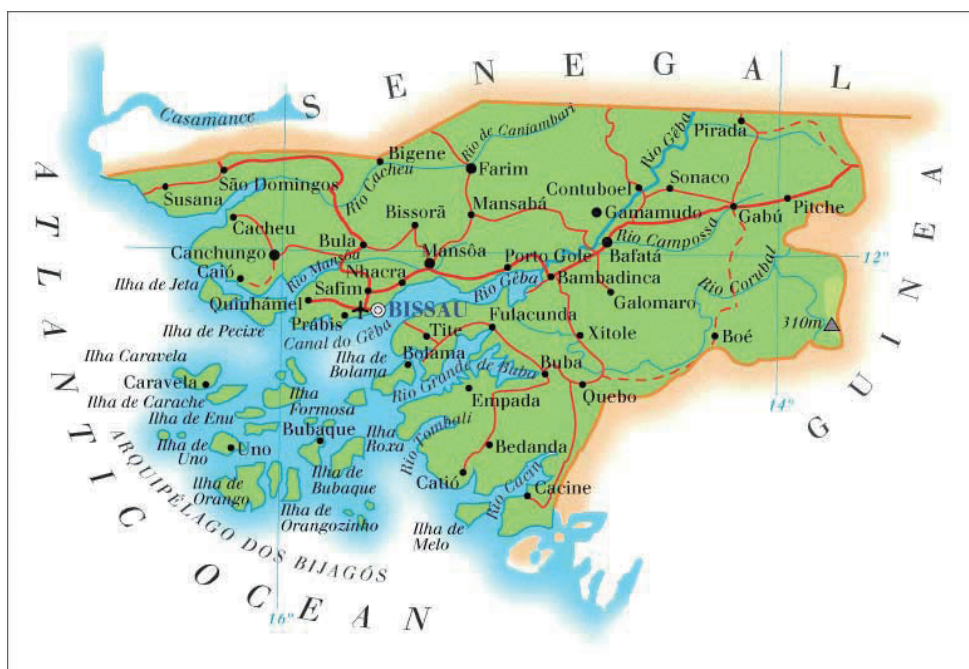 SENEGAL
Casamance
Pirada
Rio Gêba
Rio de Caniambari
Bigene
Rio Cacheu
Farim
São Domingos
Susana
Contuboel
Sonaco
Pitche
Gabú
Cacheu
Bissorã
Mansabá
Gamamudo
Rio Campossa
Canchungo
Bula
Mansôa
Rio Mansôa
Porto Gole
Bafatá
12º
Caió
Nhacra
Rio Gêba
Bambadinca
Rio Corubal
Ilha de Jeta
Safim
Galomaro
Quinhámel
BISSAU
310m
Prábis
Fulacunda
Ilha de Pecixe
Canal do Gêba
Tite
Xitole
Boé
Ilha Caravela
Ilha de
Bolama
Bolama
Buba
Caravela
Rio Grande de Buba
Quebo
14º
Ilha de Carache
Ilha
Formosa
Empada
Ilha de Enu
Bubaque
Ilha
Roxa
Rio Tombali
Ilha de
Uno
Uno
Bedanda
Ilha de
Bubaque
Catió
Rio Cacin
Ilha de
Orango
Cacine
Ilha de
Orangozinho
Ilha de
Melo
ARQUIPÉLAGO DOS BIJAGÓS
16º
ATLANTIC OCEAN
GUINEA